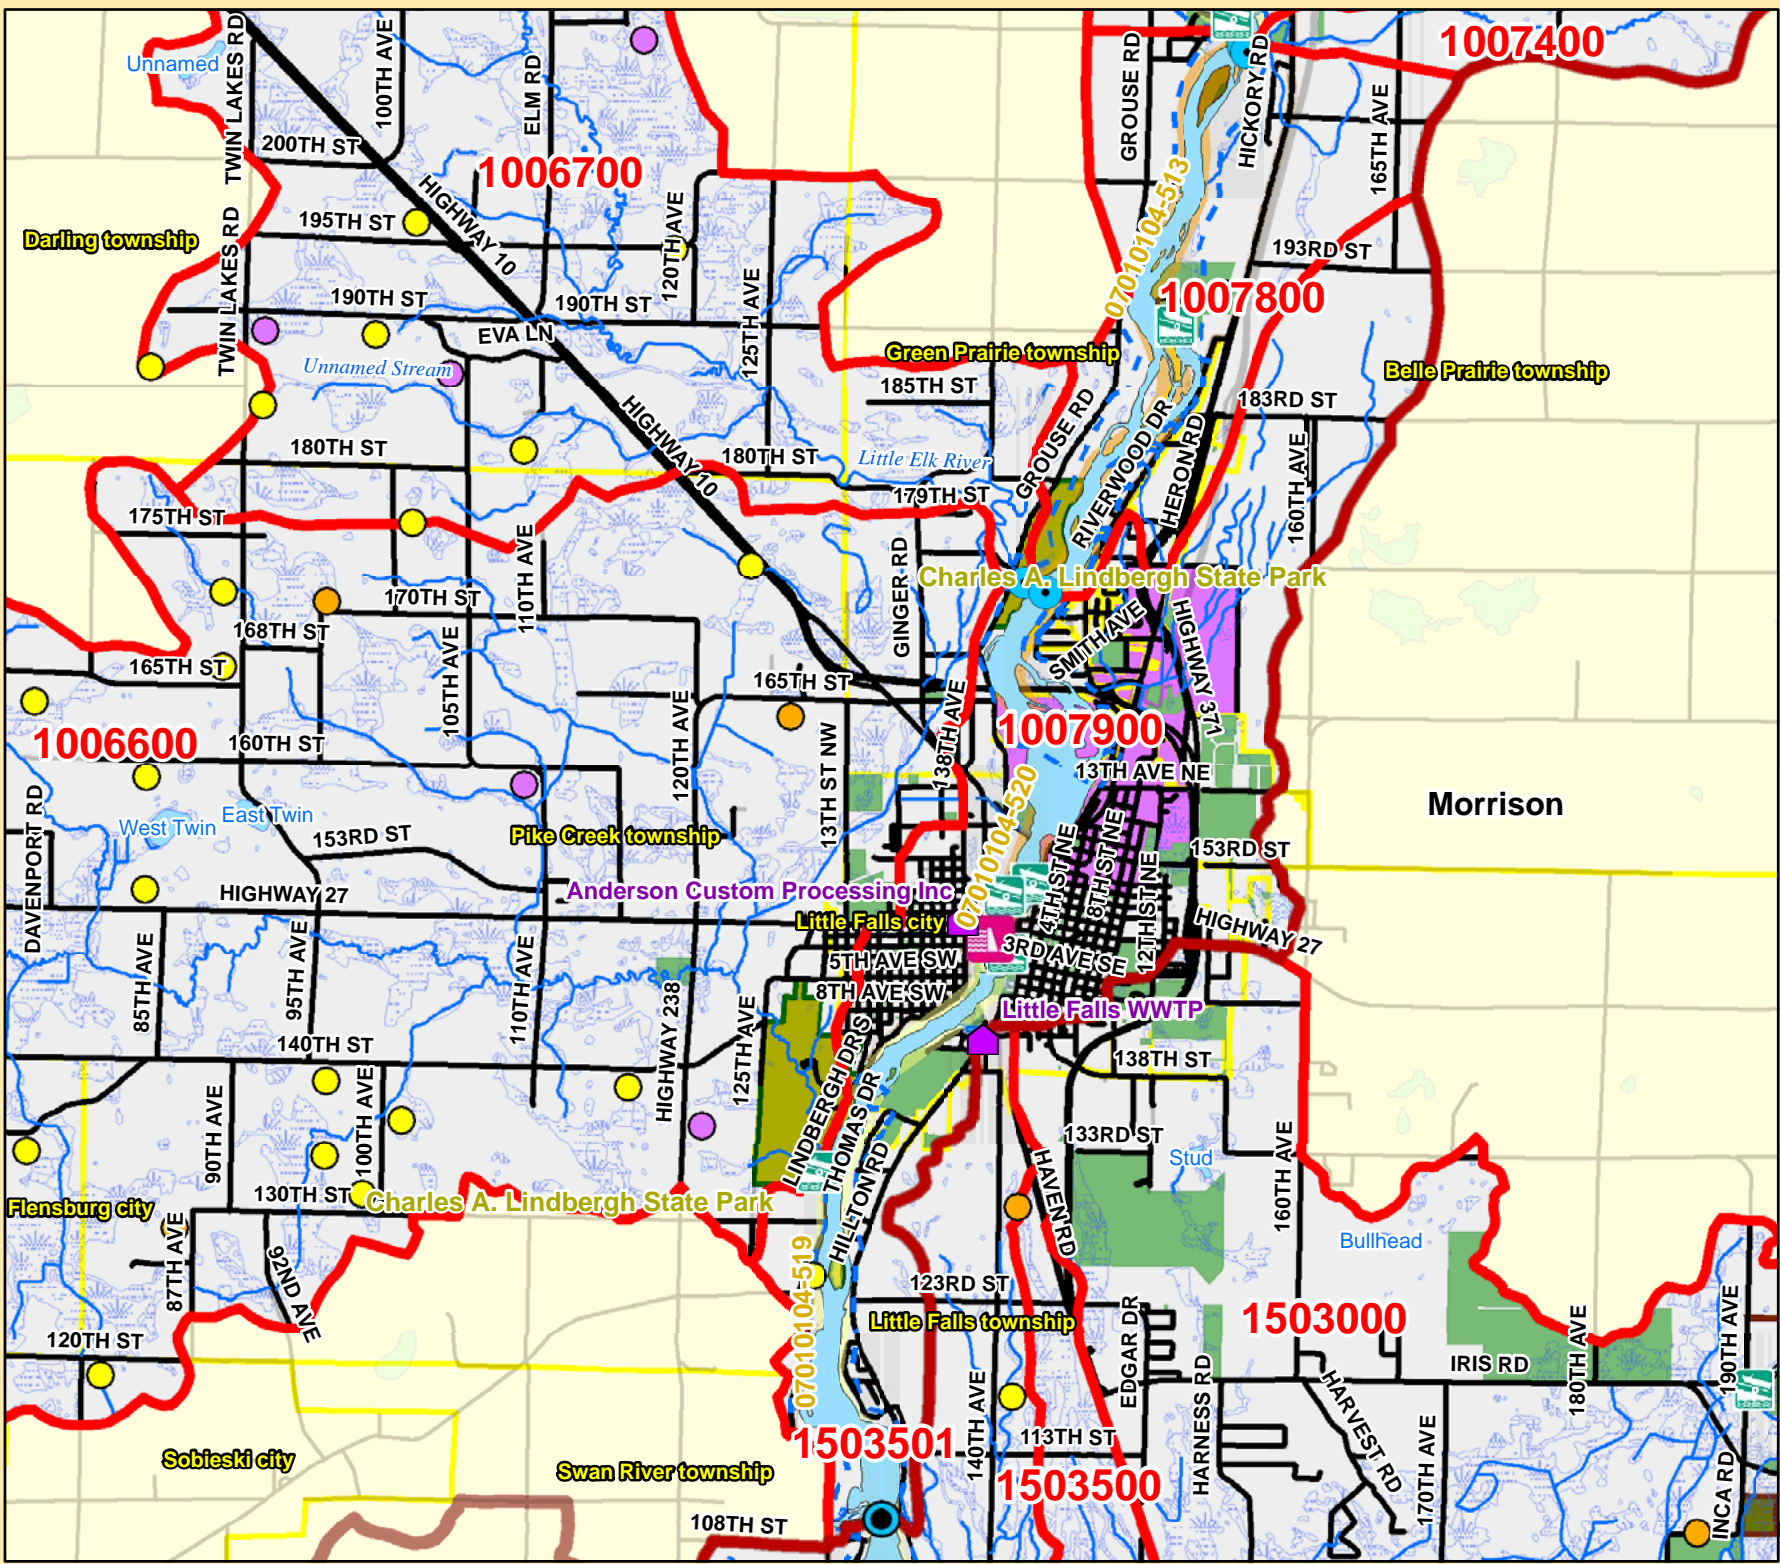 1007400
Unnamed
TWIN LAKES RD
100TH AVE
ELM RD
GROUSE RD
HICKORY RD
165TH AVE
200TH ST
1006700
HIGHWAY 10
195TH ST
120TH AVE
07010104-513
Darling township
TWIN LAKES RD
193RD ST
190TH ST
190TH ST
1007800
EVA LN
125TH AVE
Green Prairie township
Unnamed Stream
185TH ST
Belle Prairie township
183RD ST
HIGHWAY 10
GROUSE RD
RIVERWOOD DR
HERON RD
160TH AVE
180TH ST
180TH ST
Little Elk River
179TH ST
175TH ST
110TH AVE
GINGER RD
Charles A. Lindbergh State Park
170TH ST
168TH ST
105TH AVE
SMITH AVE
HIGHWAY 371
165TH ST
165TH ST
120TH AVE
138TH AVE
1006600
160TH ST
1007900
13TH ST NW
13TH AVE NE
DAVENPORT RD
West Twin
East Twin
153RD ST
Pike Creek township
07010104-520
4TH ST NE
8TH ST NE
12TH ST NE
153RD ST
Morrison
HIGHWAY 27
Anderson Custom Processing Inc
Little Falls city
HIGHWAY 27
3RD AVE SE
5TH AVE SW
8TH AVE SW
85TH AVE
95TH AVE
110TH AVE
HIGHWAY 238
125TH AVE
Little Falls WWTP
140TH ST
138TH ST
LINDBERGH DR S
THOMAS DR
HILLTON RD
90TH AVE
100TH AVE
133RD ST
HAVEN RD
Stud
160TH AVE
130TH ST
Charles A. Lindbergh State Park
Flensburg city
87TH AVE
92ND AVE
07010104-519
Bullhead
123RD ST
Little Falls township
EDGAR DR
1503000
180TH AVE
190TH AVE
120TH ST
IRIS RD
140TH AVE
HARNESS RD
HARVEST RD
170TH AVE
1503501
113TH ST
Sobieski city
Swan River township
1503500
INCA RD
108TH ST